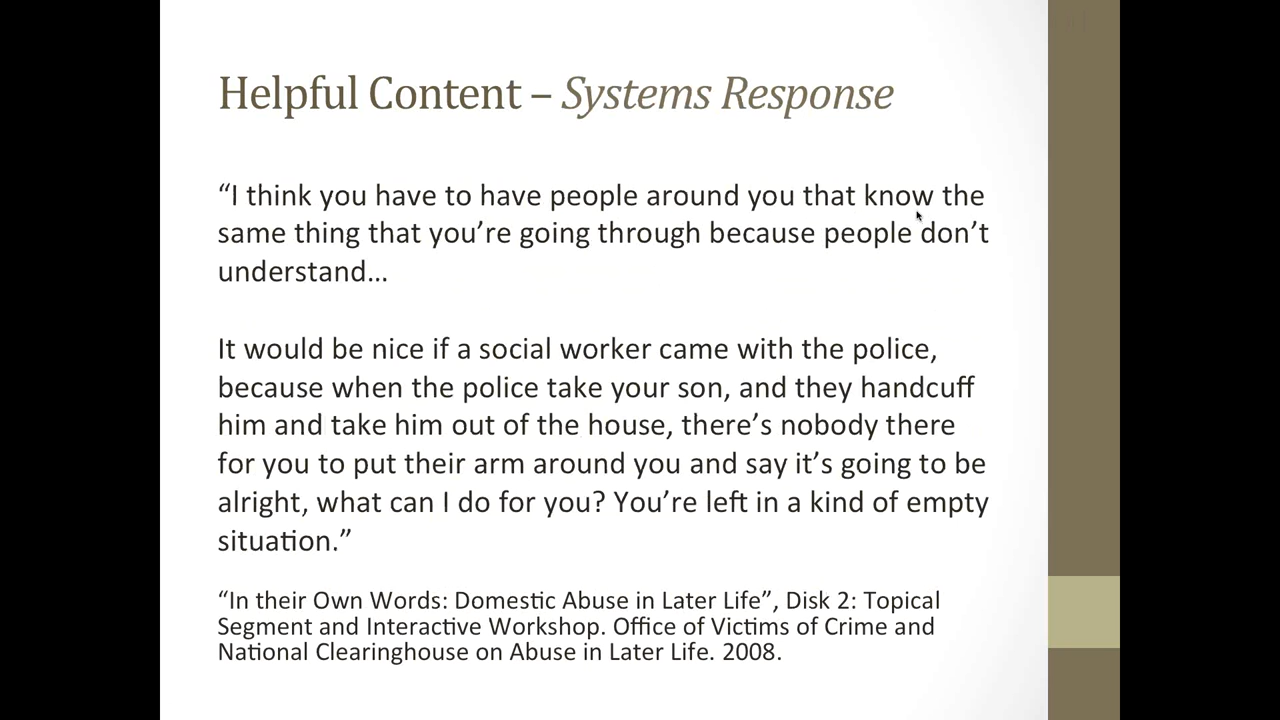 Helpful Content – Systems Response
“I think you have to have people around you that know the
same thing that you’re going through because people don’t
understand…
It would be nice if a social worker came with the police,
because when the police take your son, and they handcuff
him and take him out of the house, there’s nobody there
for you to put their arm around you and say it’s going to be
alright, what can I do for you? You’re left in a kind of empty
situation.”
“In their Own Words: Domestic Abuse in Later Life”, Disk 2: Topical
Segment and Interactive Workshop. Office of Victims of Crime and
National Clearinghouse on Abuse in Later Life. 2008.